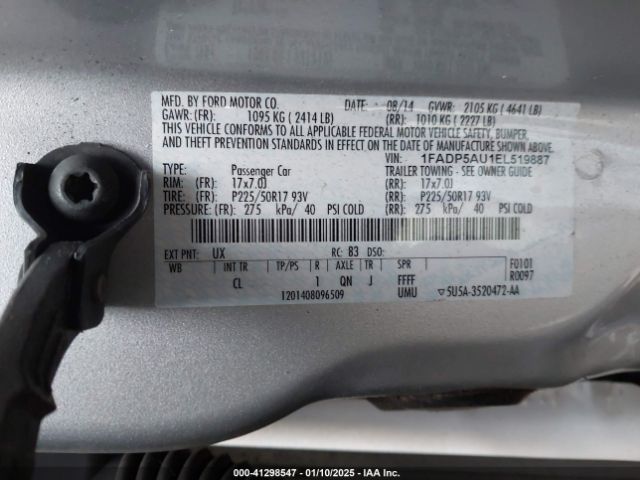 MFD. BY FORD MOTOR CO. DATE: 08/14 GVWR: 2105 KG ( 4641 LB)
GAWR: (FR): 1095 KG ( 2414 LB) (RR): 1010 KG ( 2227 LB)
THIS VEHICLE CONFORMS TO ALL APPLICABLE FEDERAL MOTOR VEHICLE SAFETY, BUMPER,
AND THEFT PREVENTION STANDARDS IN EFFECT ON THE DATE OF MANUFACTURE SHOWN ABOVE.
VIN: 1FADP5AU1EL519887
TYPE: Passenger Car TRAILER TOWING - SEE OWNER GUIDE
RIM: (FR): 17x7.0J (RR): 17x7.0J
TIRE: (FR): P225/50R17 93V (RR): P225/50R17 93V
PRESSURE: (FR): 275 kPa/ 40 PSI COLD (RR): 275 kPa/ 40 PSI COLD
EXT PNT: UX RC: 83 DSO: F0101
WB INT TR TP/PS R AXLE TR SPR R0097
CL 1 QN J FFFF
1201408096509 UMU ▽5U5A-3520472-AA
000-41298547 - 01/10/2025 - IAA Inc.